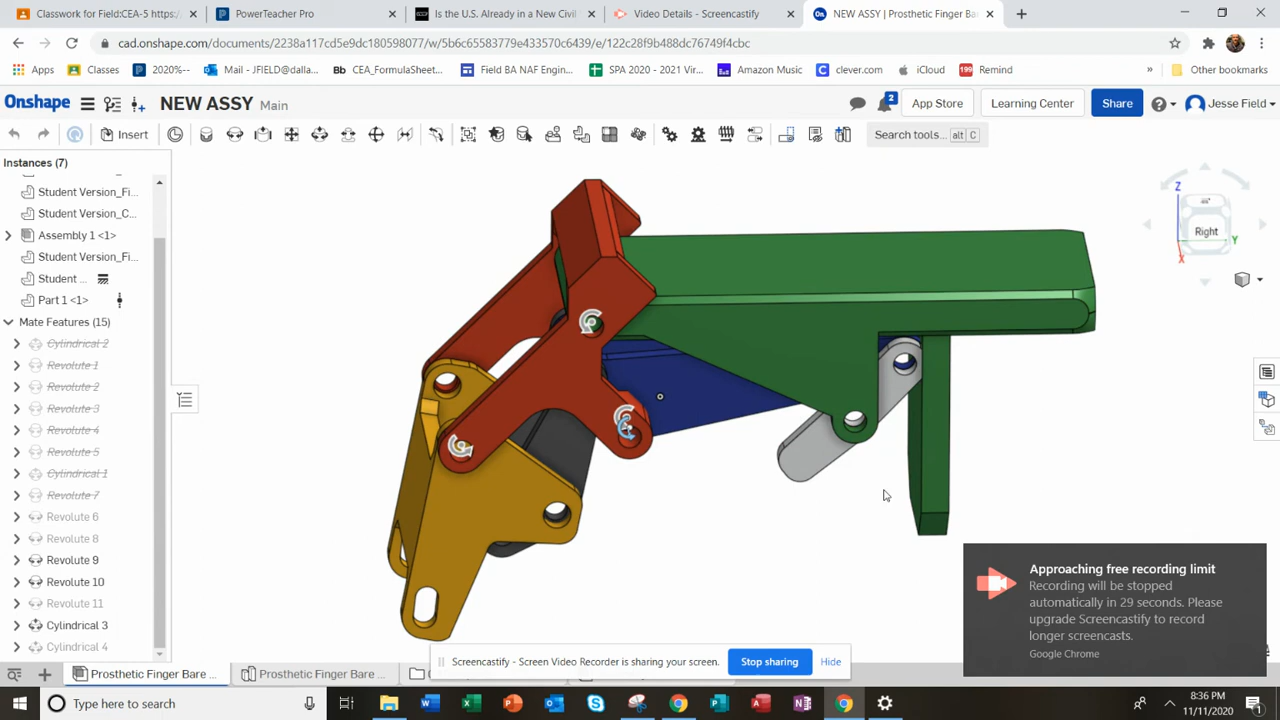 Classwork for Field:CEA-5 https:/
PowerTeacher Pro
Is the U.S. Already in a New Civil
Video Details - Screencastify
NEW ASSY | Prosthetic Finger Ba
cad.onshape.com/documents/2238a117cd5e9dc180598077/w/5b6c65583779e433570c6439/e/122c28f9b488dc76749f4cbc
Apps
Classes
2020%--
Mail - JFIELD@dalla...
Bb CEA_FormulaSheet...
Field BA NAF Engin...
SPA 2020 - 2021 Vir...
Amazon Music
clever.com
iCloud
199 Remind
»
Other bookmarks
Onshape
NEW ASSY Main
2
App Store
Learning Center
Share
Jesse Field
Insert
Search tools... alt C
Instances (7)
Student Version_Fi...
Student Version_C...
Assembly 1 <1>
Student Version_Fi...
Student ...
Part 1 <1>
Mate Features (15)
Cylindrical 2
Revolute 1
Revolute 2
Revolute 3
Revolute 4
Revolute 5
Cylindrical 1
Revolute 7
Revolute 6
Revolute 8
Revolute 9
Revolute 10
Revolute 11
Cylindrical 3
Cylindrical 4
Z
Right
Y
X
Approaching free recording limit
Recording will be stopped
automatically in 29 seconds. Please
upgrade Screencastify to record
longer screencasts.
Google Chrome
Screencastify - Screen Video Recorder is sharing your screen.
Stop sharing
Hide
Prosthetic Finger Bare ...
Prosthetic Finger Bare ...
Type here to search
8:36 PM
11/11/2020
1